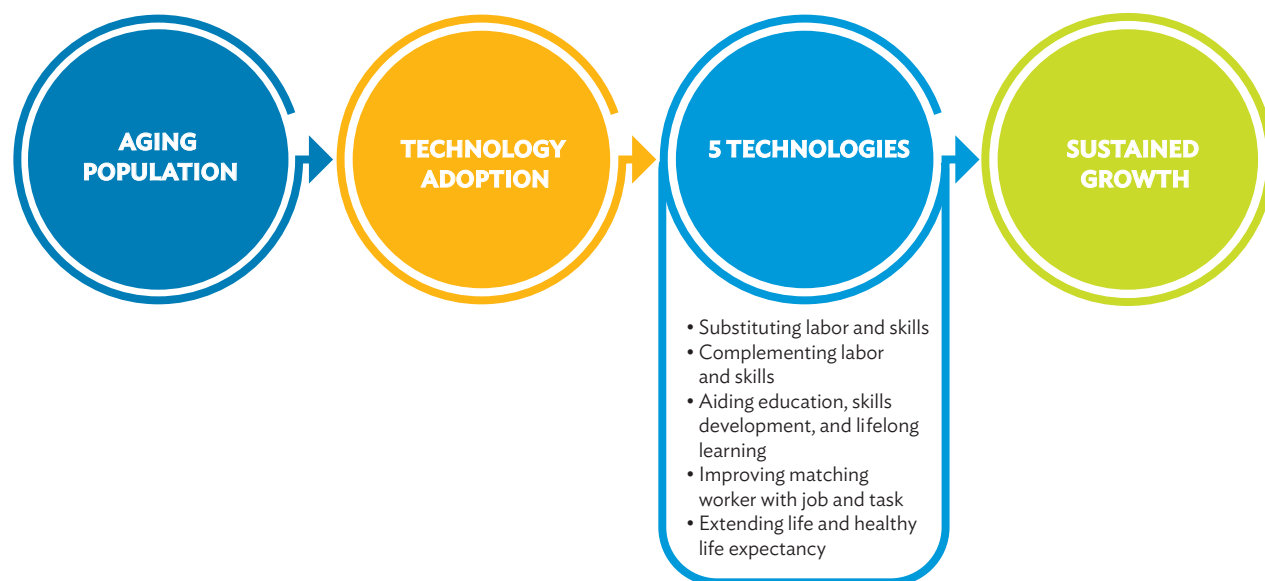 AGING
POPULATION
TECHNOLOGY
ADOPTION
5 TECHNOLOGIES
SUSTAINED
GROWTH
• Substituting labor and skills
• Complementing labor
and skills
• Aiding education, skills
development, and lifelong
learning
• Improving matching
worker with job and task
• Extending life and healthy
life expectancy